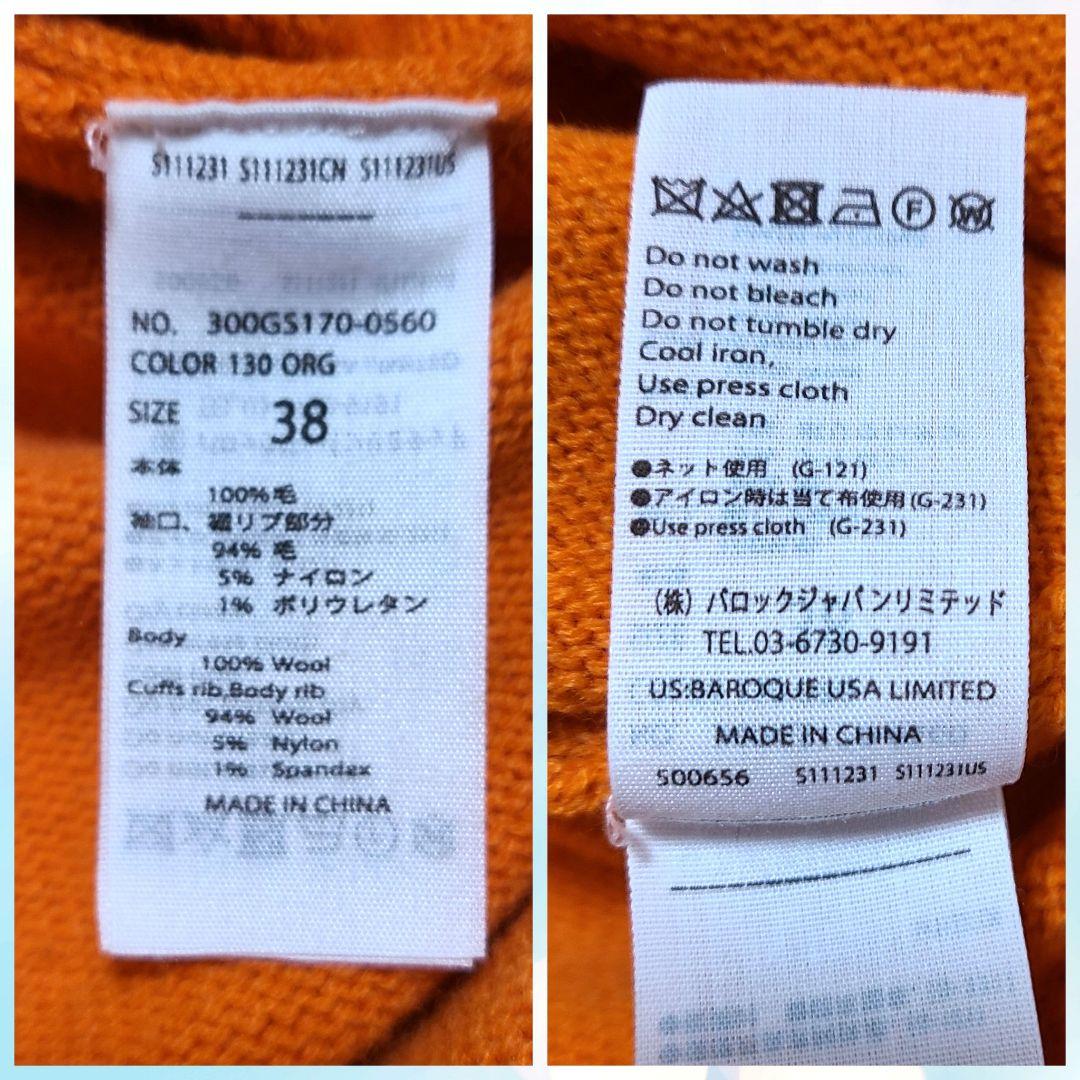 S111231 S111231CN S111231US
NO. 300GS170-0560
COLOR 130 ORG
SIZE 38
本体
100% 毛
袖口、裾リブ部分
94% 毛
5% ナイロン
1% ポリウレタン
Body
100% Wool
Cuffs rib,Body rib
94% Wool
5% Nylon
1% Spandex
MADE IN CHINA
F W
Do not wash
Do not bleach
Do not tumble dry
Cool iron,
Use press cloth
Dry clean
●ネット使用 (G-121)
●アイロン時は当て布使用 (G-231)
●Use press cloth (G-231)
(株) バロックジャパンリミテッド
TEL.03-6730-9191
US:BAROQUE USA LIMITED
MADE IN CHINA
500656 S111231 S111231US